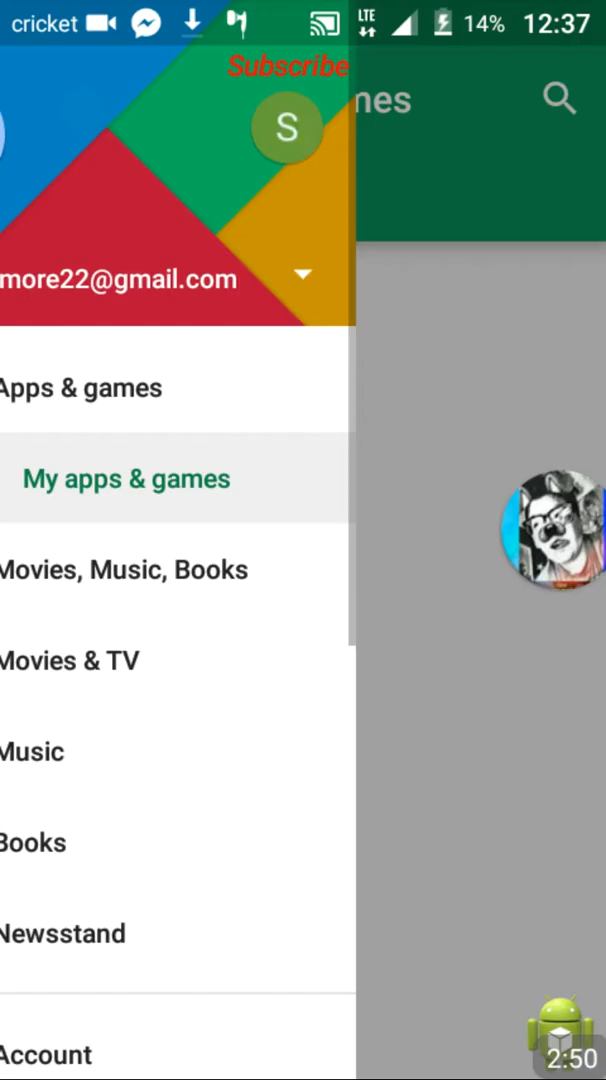 cricket LTE 14% 12:37
Subscribe
mes
S
more22@gmail.com
Apps & games
My apps & games
Movies, Music, Books
Movies & TV
Music
Books
Newsstand
Account
2:50